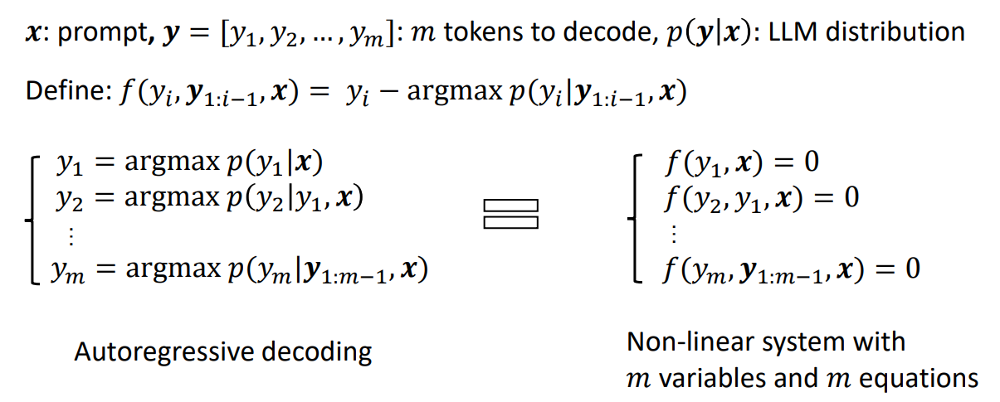 𝒙: prompt, 𝒚 = [y₁, y₂, … , yₘ]: m tokens to decode, p(𝒚|𝒙): LLM distribution
Define: f(yᵢ, 𝒚₁:ᵢ₋₁, 𝒙) = yᵢ − argmax p(yᵢ|𝒚₁:ᵢ₋₁, 𝒙)
y₁ = argmax p(y₁|𝒙)
y₂ = argmax p(y₂|y₁, 𝒙)
⋮
yₘ = argmax p(yₘ|𝒚₁:ₘ₋₁, 𝒙)
Autoregressive decoding
f(y₁, 𝒙) = 0
f(y₂, y₁, 𝒙) = 0
⋮
f(yₘ, 𝒚₁:ₘ₋₁, 𝒙) = 0
Non-linear system with
m variables and m equations